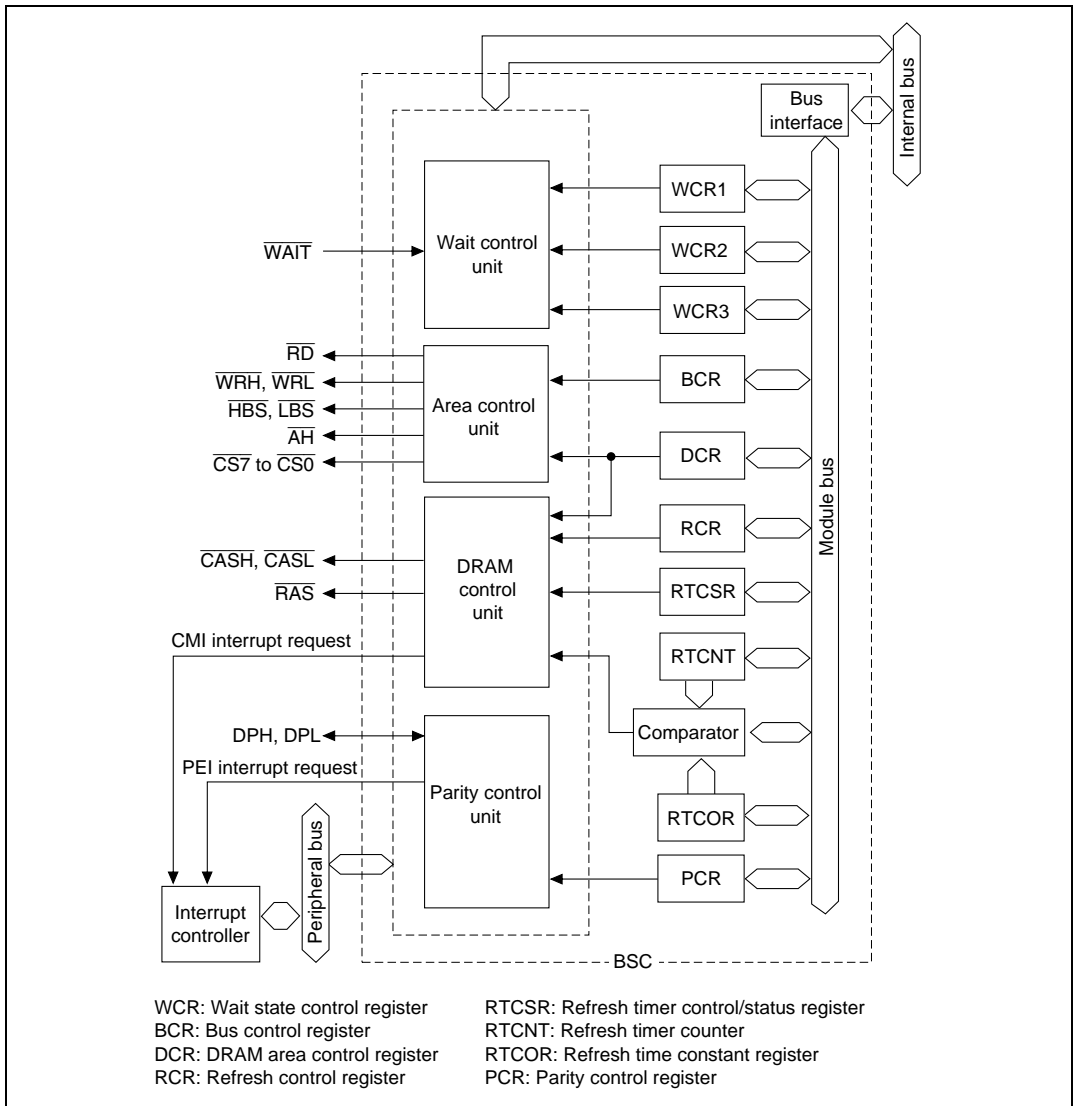 Internal bus
Bus
interface
WCR1
Wait control
unit
WAIT
WCR2
WCR3
RD
WRH, WRL
HBS, LBS
AH
CS7 to CS0
Area control
unit
BCR
DCR
Module bus
RCR
CASH, CASL
RAS
DRAM
control
unit
RTCSR
CMI interrupt request
RTCNT
Comparator
DPH, DPL
PEI interrupt request
Parity control
unit
RTCOR
PCR
Peripheral bus
Interrupt
controller
BSC
WCR: Wait state control register
BCR: Bus control register
DCR: DRAM area control register
RCR: Refresh control register
RTCSR: Refresh timer control/status register
RTCNT: Refresh timer counter
RTCOR: Refresh time constant register
PCR: Parity control register